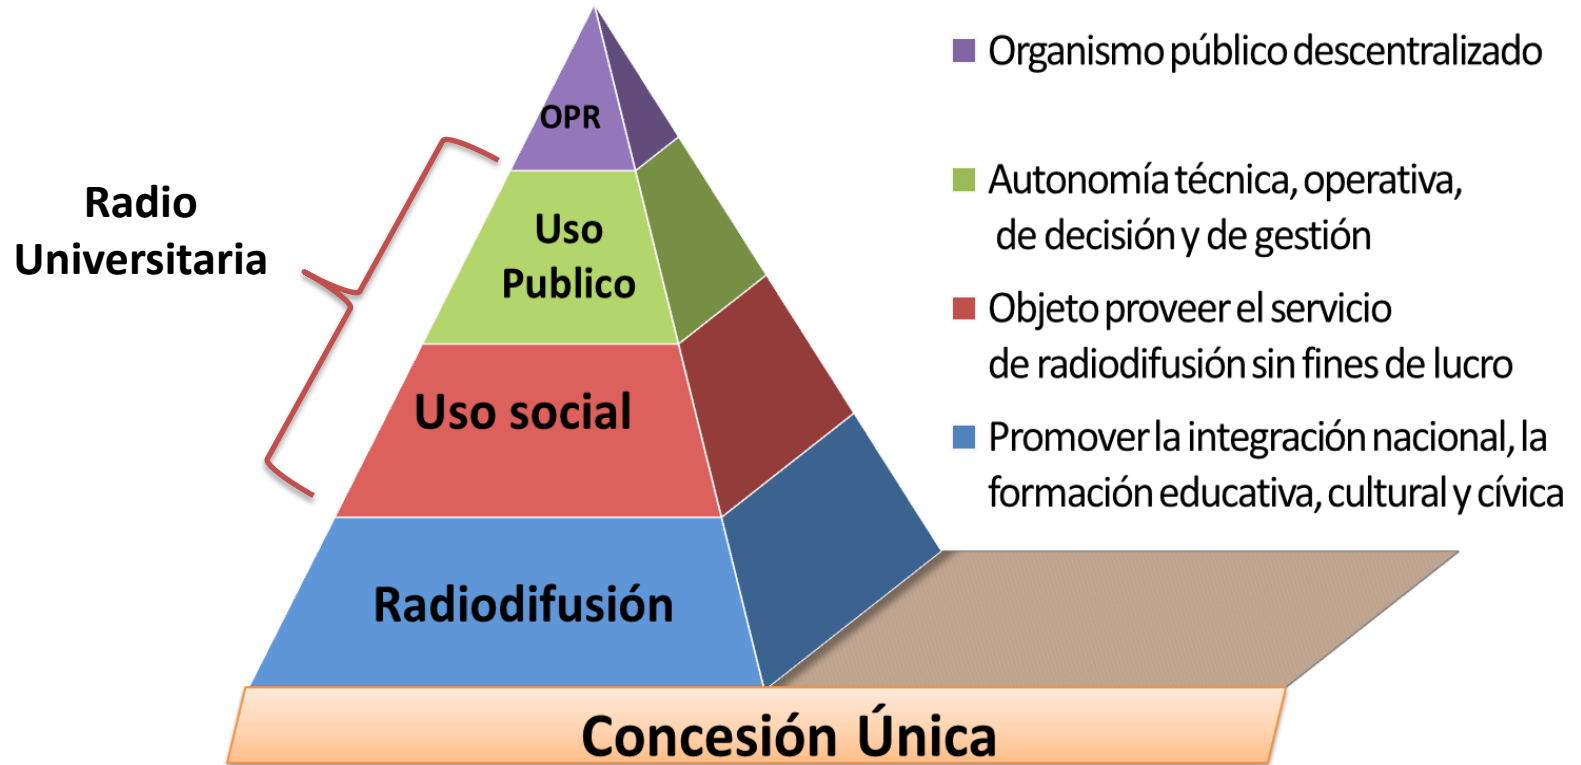 Radio
Universitaria
OPR
Uso
Publico
Uso social
Radiodifusión
Concesión Única
Organismo público descentralizado
Autonomía técnica, operativa,
de decisión y de gestión
Objeto proveer el servicio
de radiodifusión sin fines de lucro
Promover la integración nacional, la
formación educativa, cultural y cívica